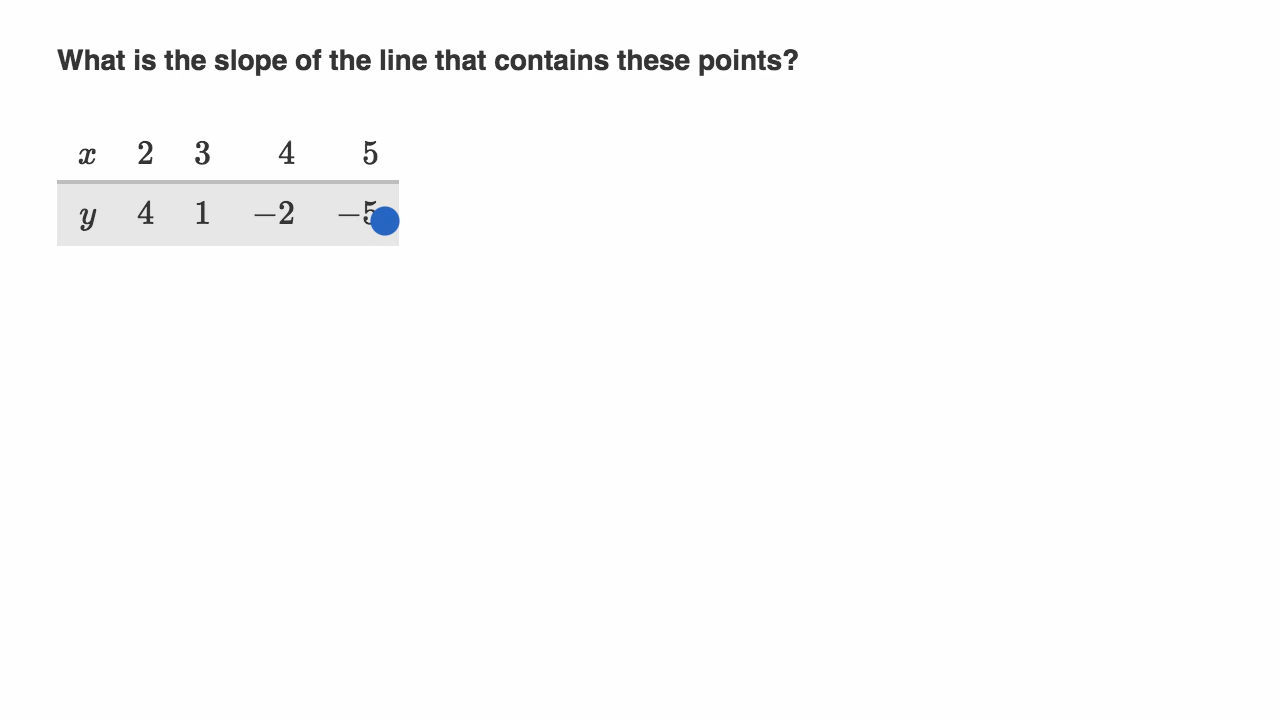 What is the slope of the line that contains these points?
x 2 3 4 5
y 4 1 −2 −5